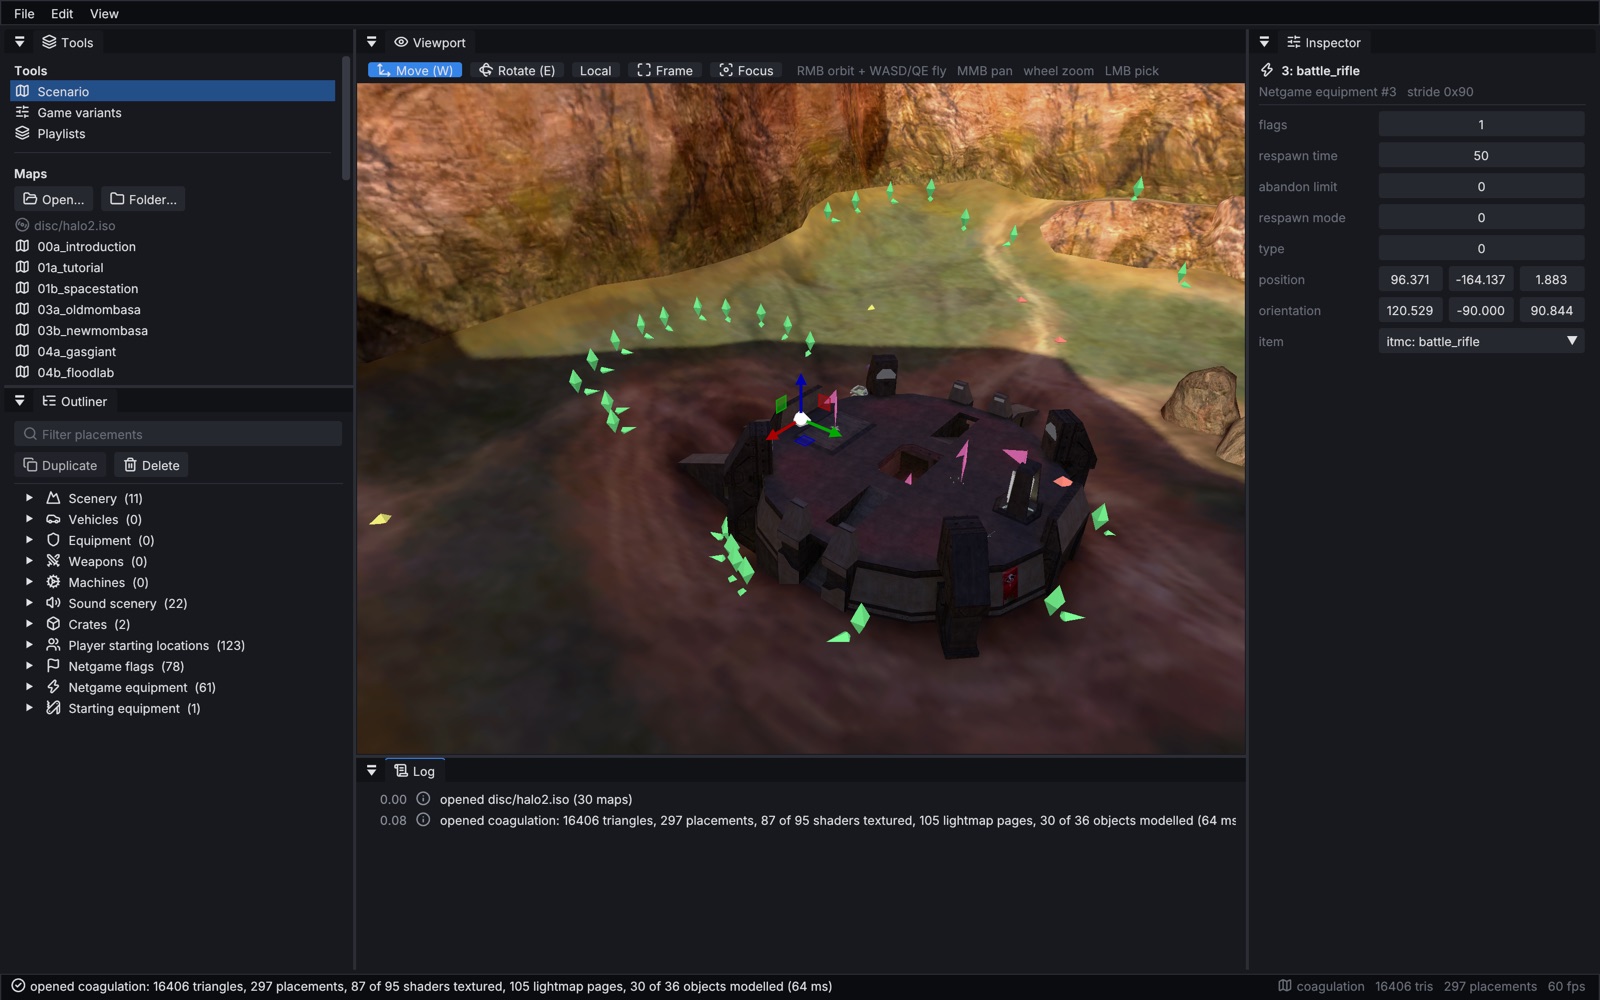 File Edit View
Tools
Tools
Scenario
Game variants
Playlists
Maps
Open... Folder...
disc/halo2.iso
00a_introduction
01a_tutorial
01b_spacestation
03a_oldmombasa
03b_newmombasa
04a_gasgiant
04b_floodlab
Outliner
Filter placements
Duplicate Delete
Scenery (11)
Vehicles (0)
Equipment (0)
Weapons (0)
Machines (0)
Sound scenery (22)
Crates (2)
Player starting locations (123)
Netgame flags (78)
Netgame equipment (61)
Starting equipment (1)
Viewport
Move (W) Rotate (E) Local Frame Focus RMB orbit + WASD/QE fly MMB pan wheel zoom LMB pick
Log
0.00 opened disc/halo2.iso (30 maps)
0.08 opened coagulation: 16406 triangles, 297 placements, 87 of 95 shaders textured, 105 lightmap pages, 30 of 36 objects modelled (64 ms
Inspector
3: battle_rifle
Netgame equipment #3 stride 0x90
flags 1
respawn time 50
abandon limit 0
respawn mode 0
type 0
position 96.371 -164.137 1.883
orientation 120.529 -90.000 90.844
item itmc: battle_rifle
opened coagulation: 16406 triangles, 297 placements, 87 of 95 shaders textured, 105 lightmap pages, 30 of 36 objects modelled (64 ms)
coagulation 16406 tris 297 placements 60 fps